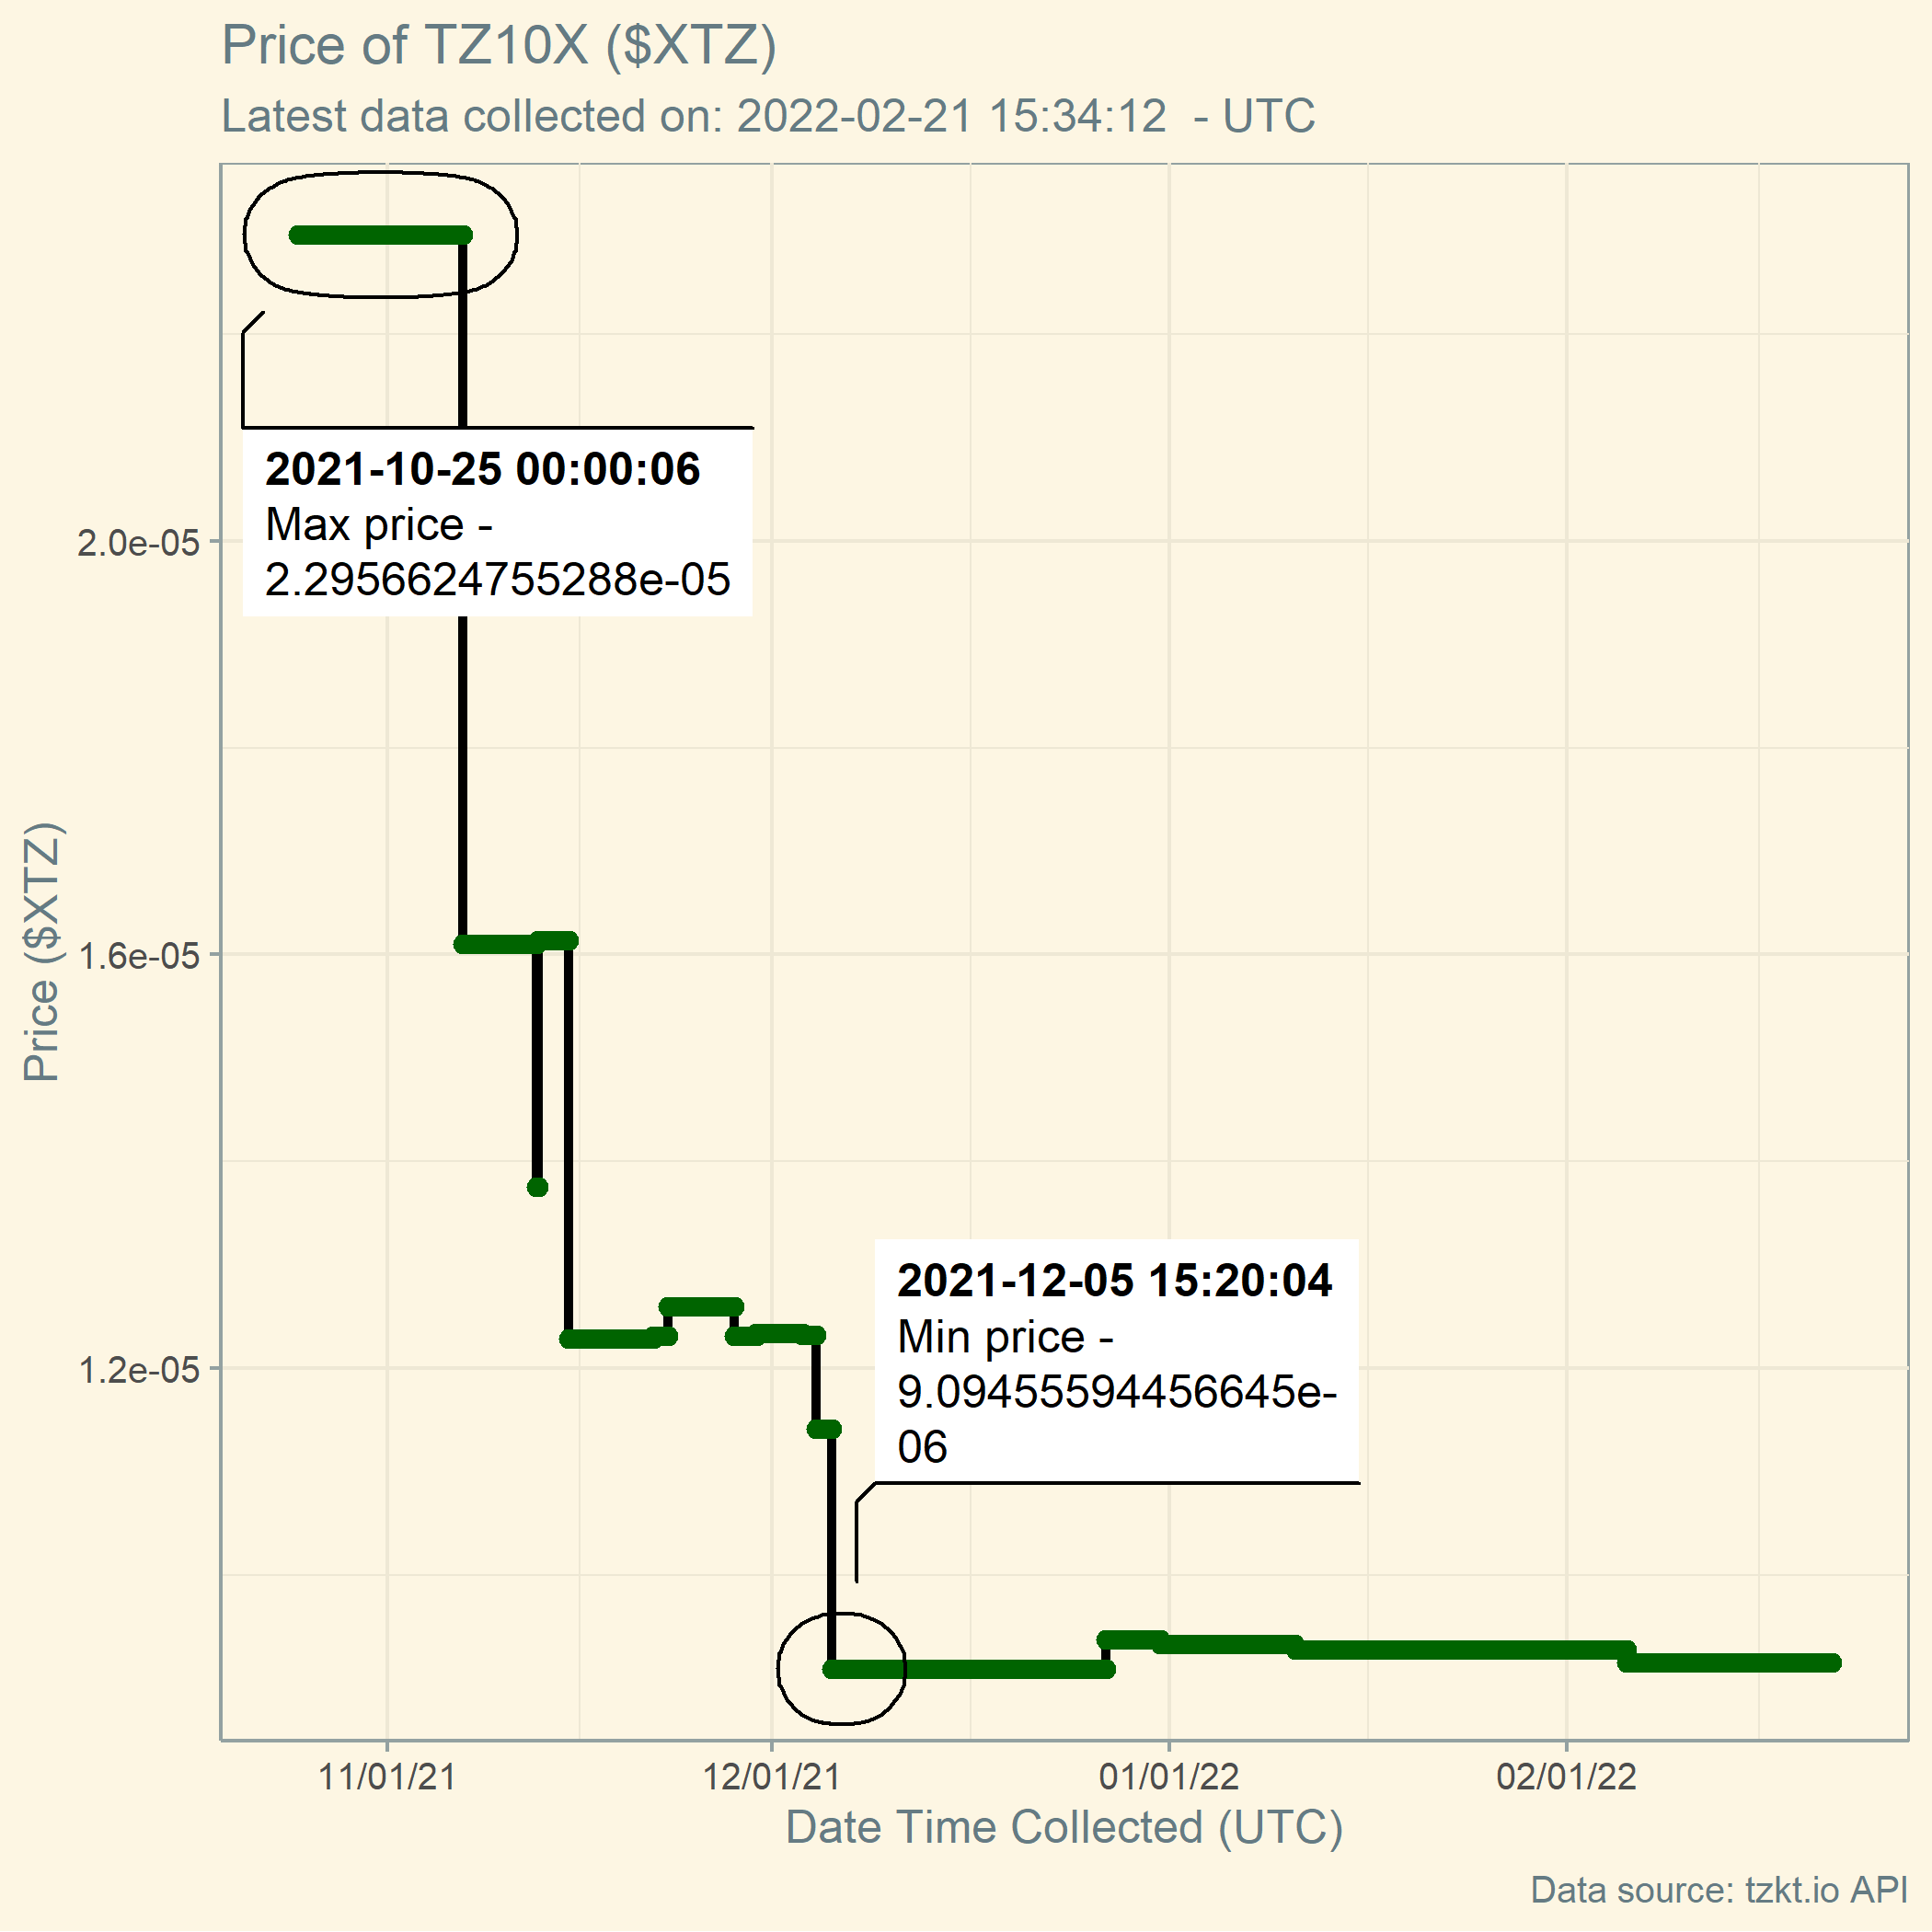 Price of TZ10X ($XTZ)
Latest data collected on: 2022-02-21 15:34:12  - UTC
2021-10-25 00:00:06
Max price -
2.2956624755288e-05
2.0e-05
1.6e-05
1.2e-05
Price ($XTZ)
2021-12-05 15:20:04
Min price -
9.09455594456645e-
06
11/01/21
12/01/21
01/01/22
02/01/22
Date Time Collected (UTC)
Data source: tzkt.io API